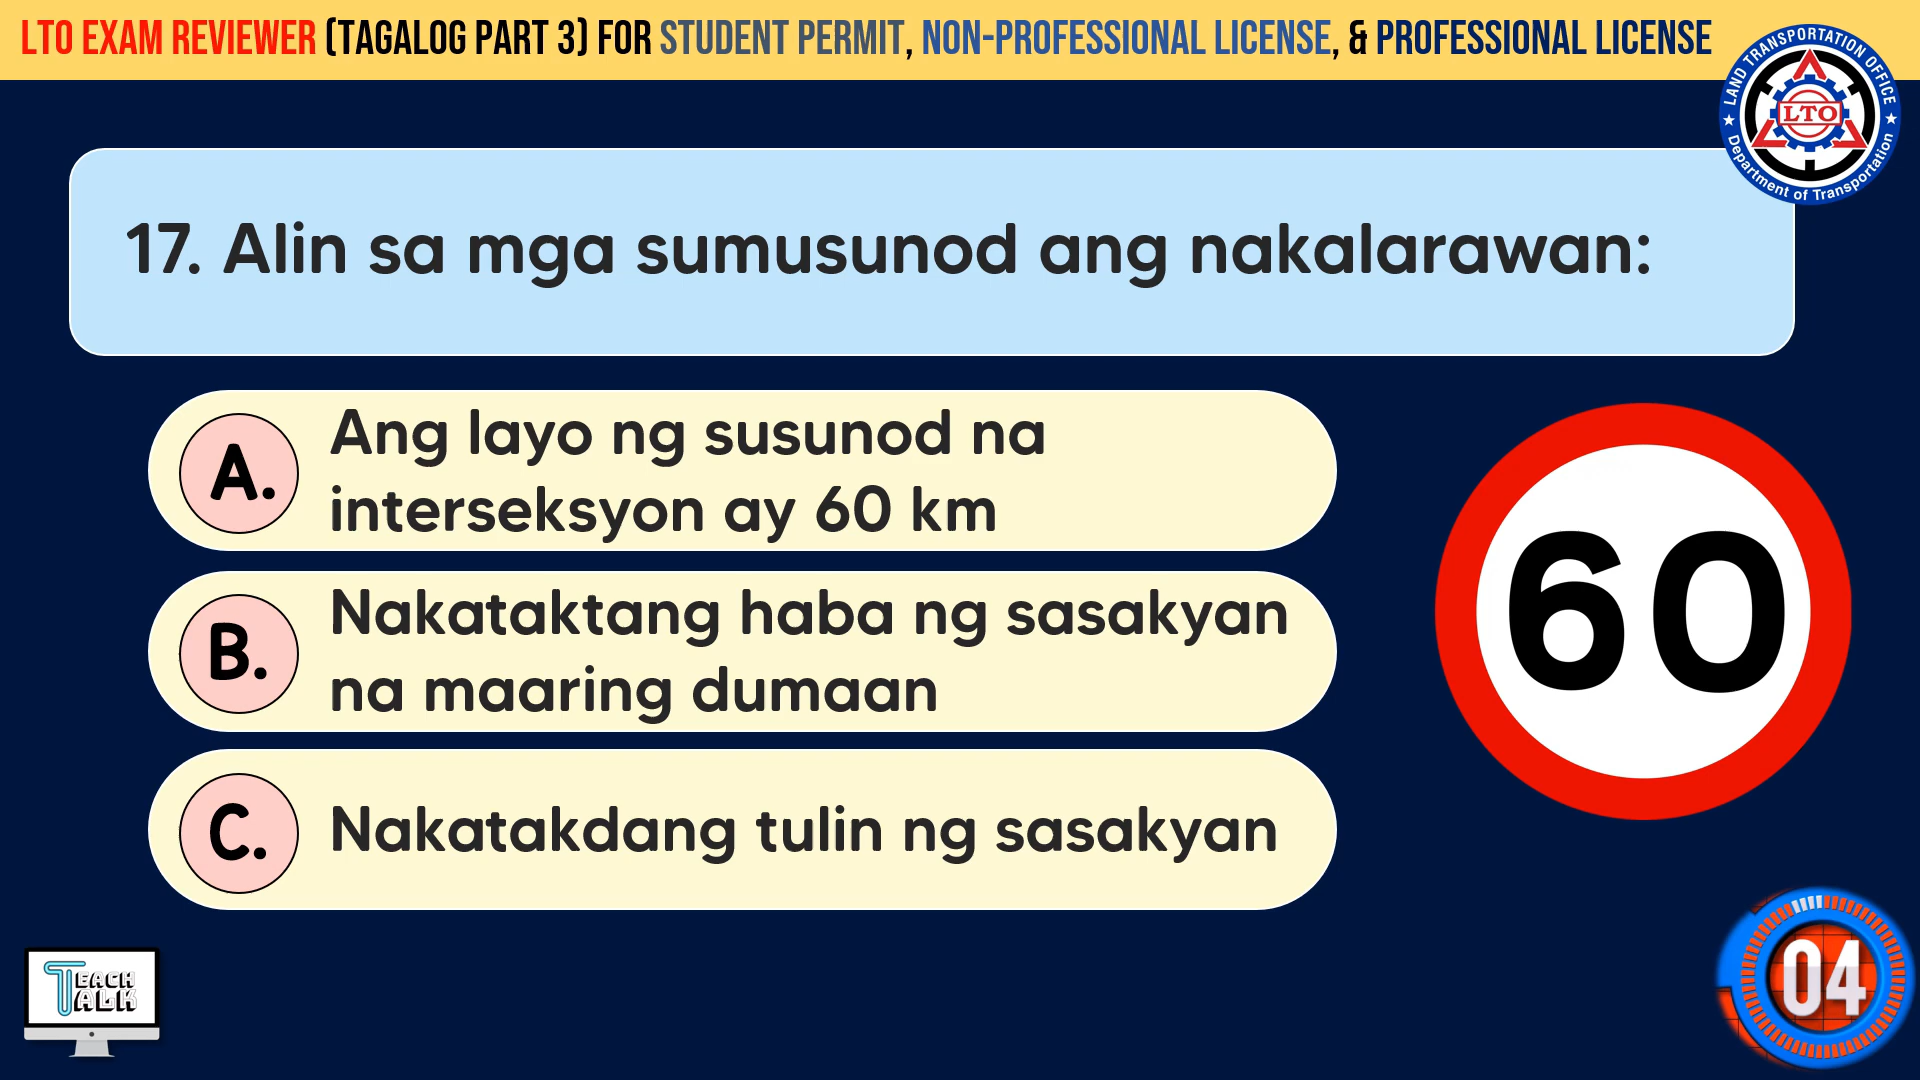 LTO EXAM REVIEWER (TAGALOG PART 3) FOR STUDENT PERMIT, NON-PROFESSIONAL LICENSE, & PROFESSIONAL LICENSE
LAND TRANSPORTATION OFFICE
LTO
Department of Transportation
17. Alin sa mga sumusunod ang nakalarawan:
A. Ang layo ng susunod na
interseksyon ay 60 km
B. Nakataktang haba ng sasakyan
na maaring dumaan
C. Nakatakdang tulin ng sasakyan
60
TEACH
TALK
04